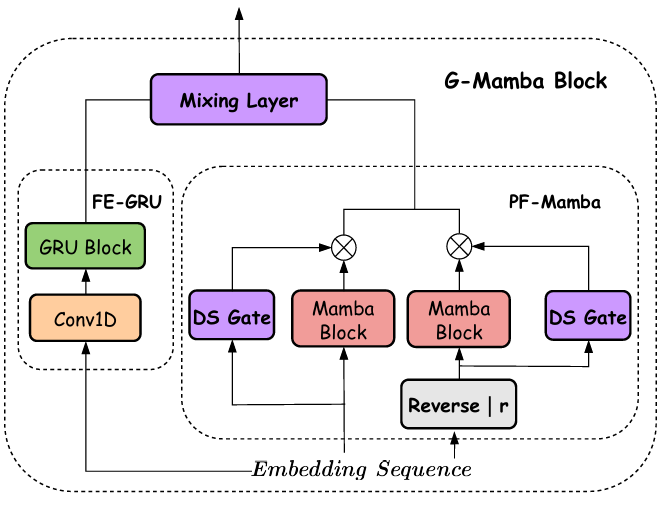 G-Mamba Block
Mixing Layer
FE-GRU
PF-Mamba
GRU Block
Conv1D
DS Gate
Mamba
Block
Mamba
Block
DS Gate
Reverse | r
Embedding Sequence